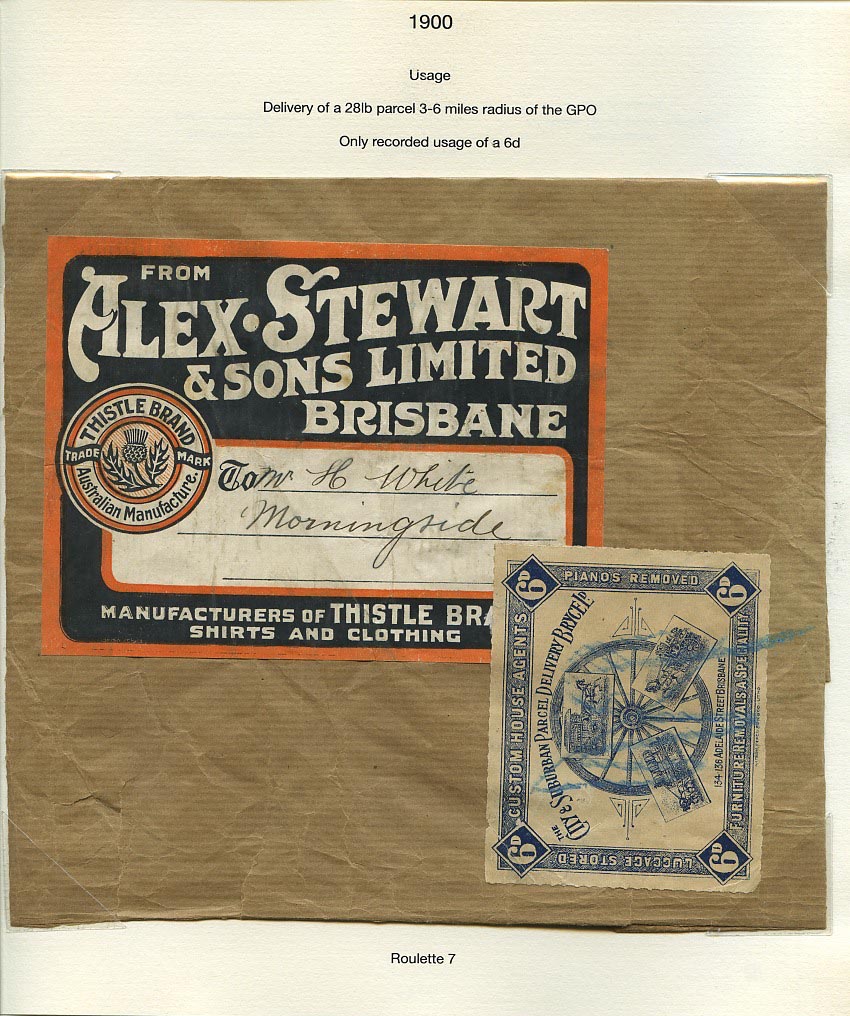 1900
Usage
Delivery of a 28lb parcel 3-6 miles radius of the GPO
Only recorded usage of a 6d
FROM
ALEX. STEWART
& SONS LIMITED
BRISBANE
THISTLE BRAND
TRADE MARK
Australian Manufacture.
To Mr H White
Morningside
MANUFACTURERS OF THISTLE BRA
SHIRTS AND CLOTHING
6D
PIANOS REMOVED
6D
CUSTOM HOUSE AGENTS
THE CITY & SUBURBAN PARCEL DELIVERY BRYCE LD
134-136 ADELAIDE STREET BRISBANE
FURNITURE REMOVALS A SPECIALITY
6D
LUGGAGE STORED
6D
Roulette 7